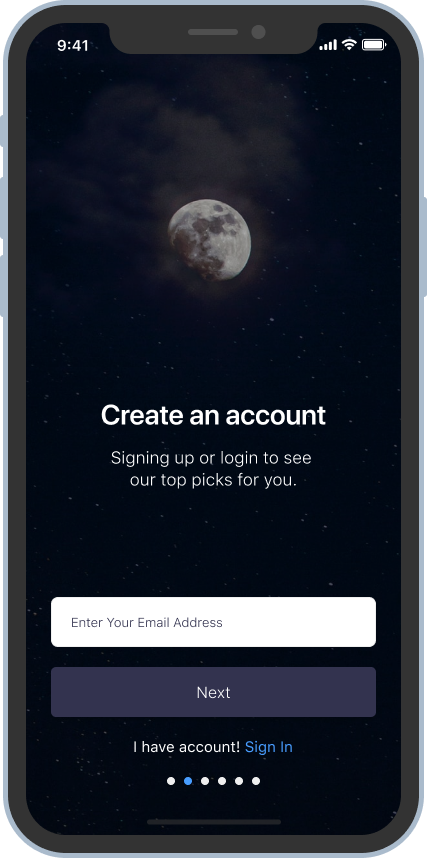 9:41
Create an account
Signing up or login to see
our top picks for you.
Enter Your Email Address
Next
I have account! Sign In